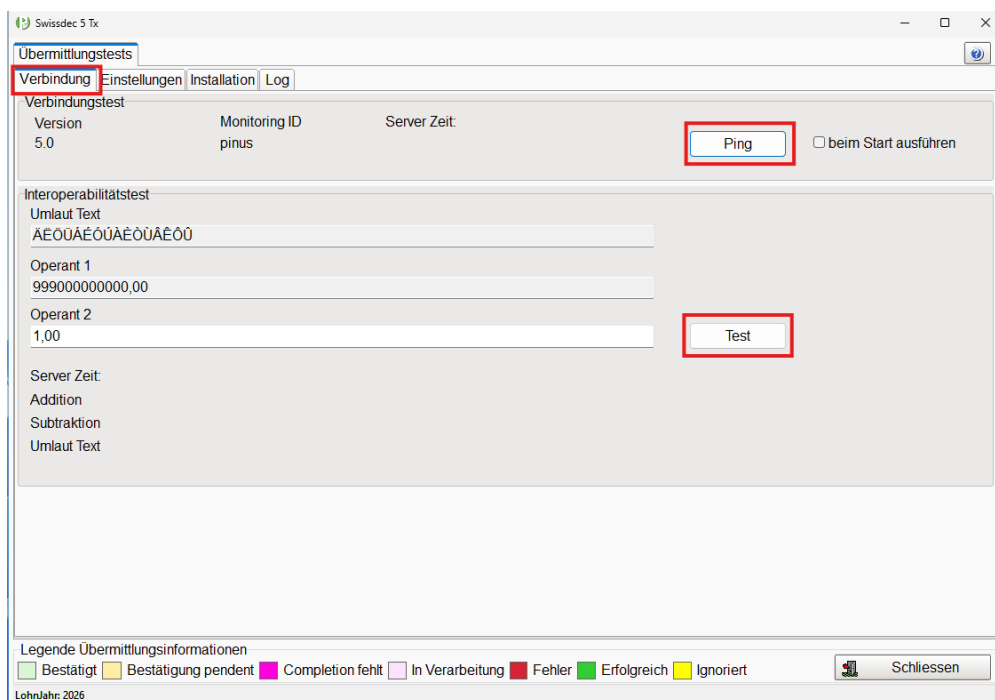 Swissdec 5 Tx
Übermittlungstests
Verbindung Einstellungen Installation Log
Verbindungstest
Version Monitoring ID Server Zeit:
5.0 pinus Ping beim Start ausführen
Interoperabilitätstest
Umlaut Text
ÄËÖÜÁÉÓÚÀÈÒÙÂÊÔÛ
Operant 1
999000000000,00
Operant 2
1,00 Test
Server Zeit:
Addition
Subtraktion
Umlaut Text
Legende Übermittlungsinformationen
Bestätigt Bestätigung pendent Completion fehlt In Verarbeitung Fehler Erfolgreich Ignoriert Schliessen
LohnJahr: 2026